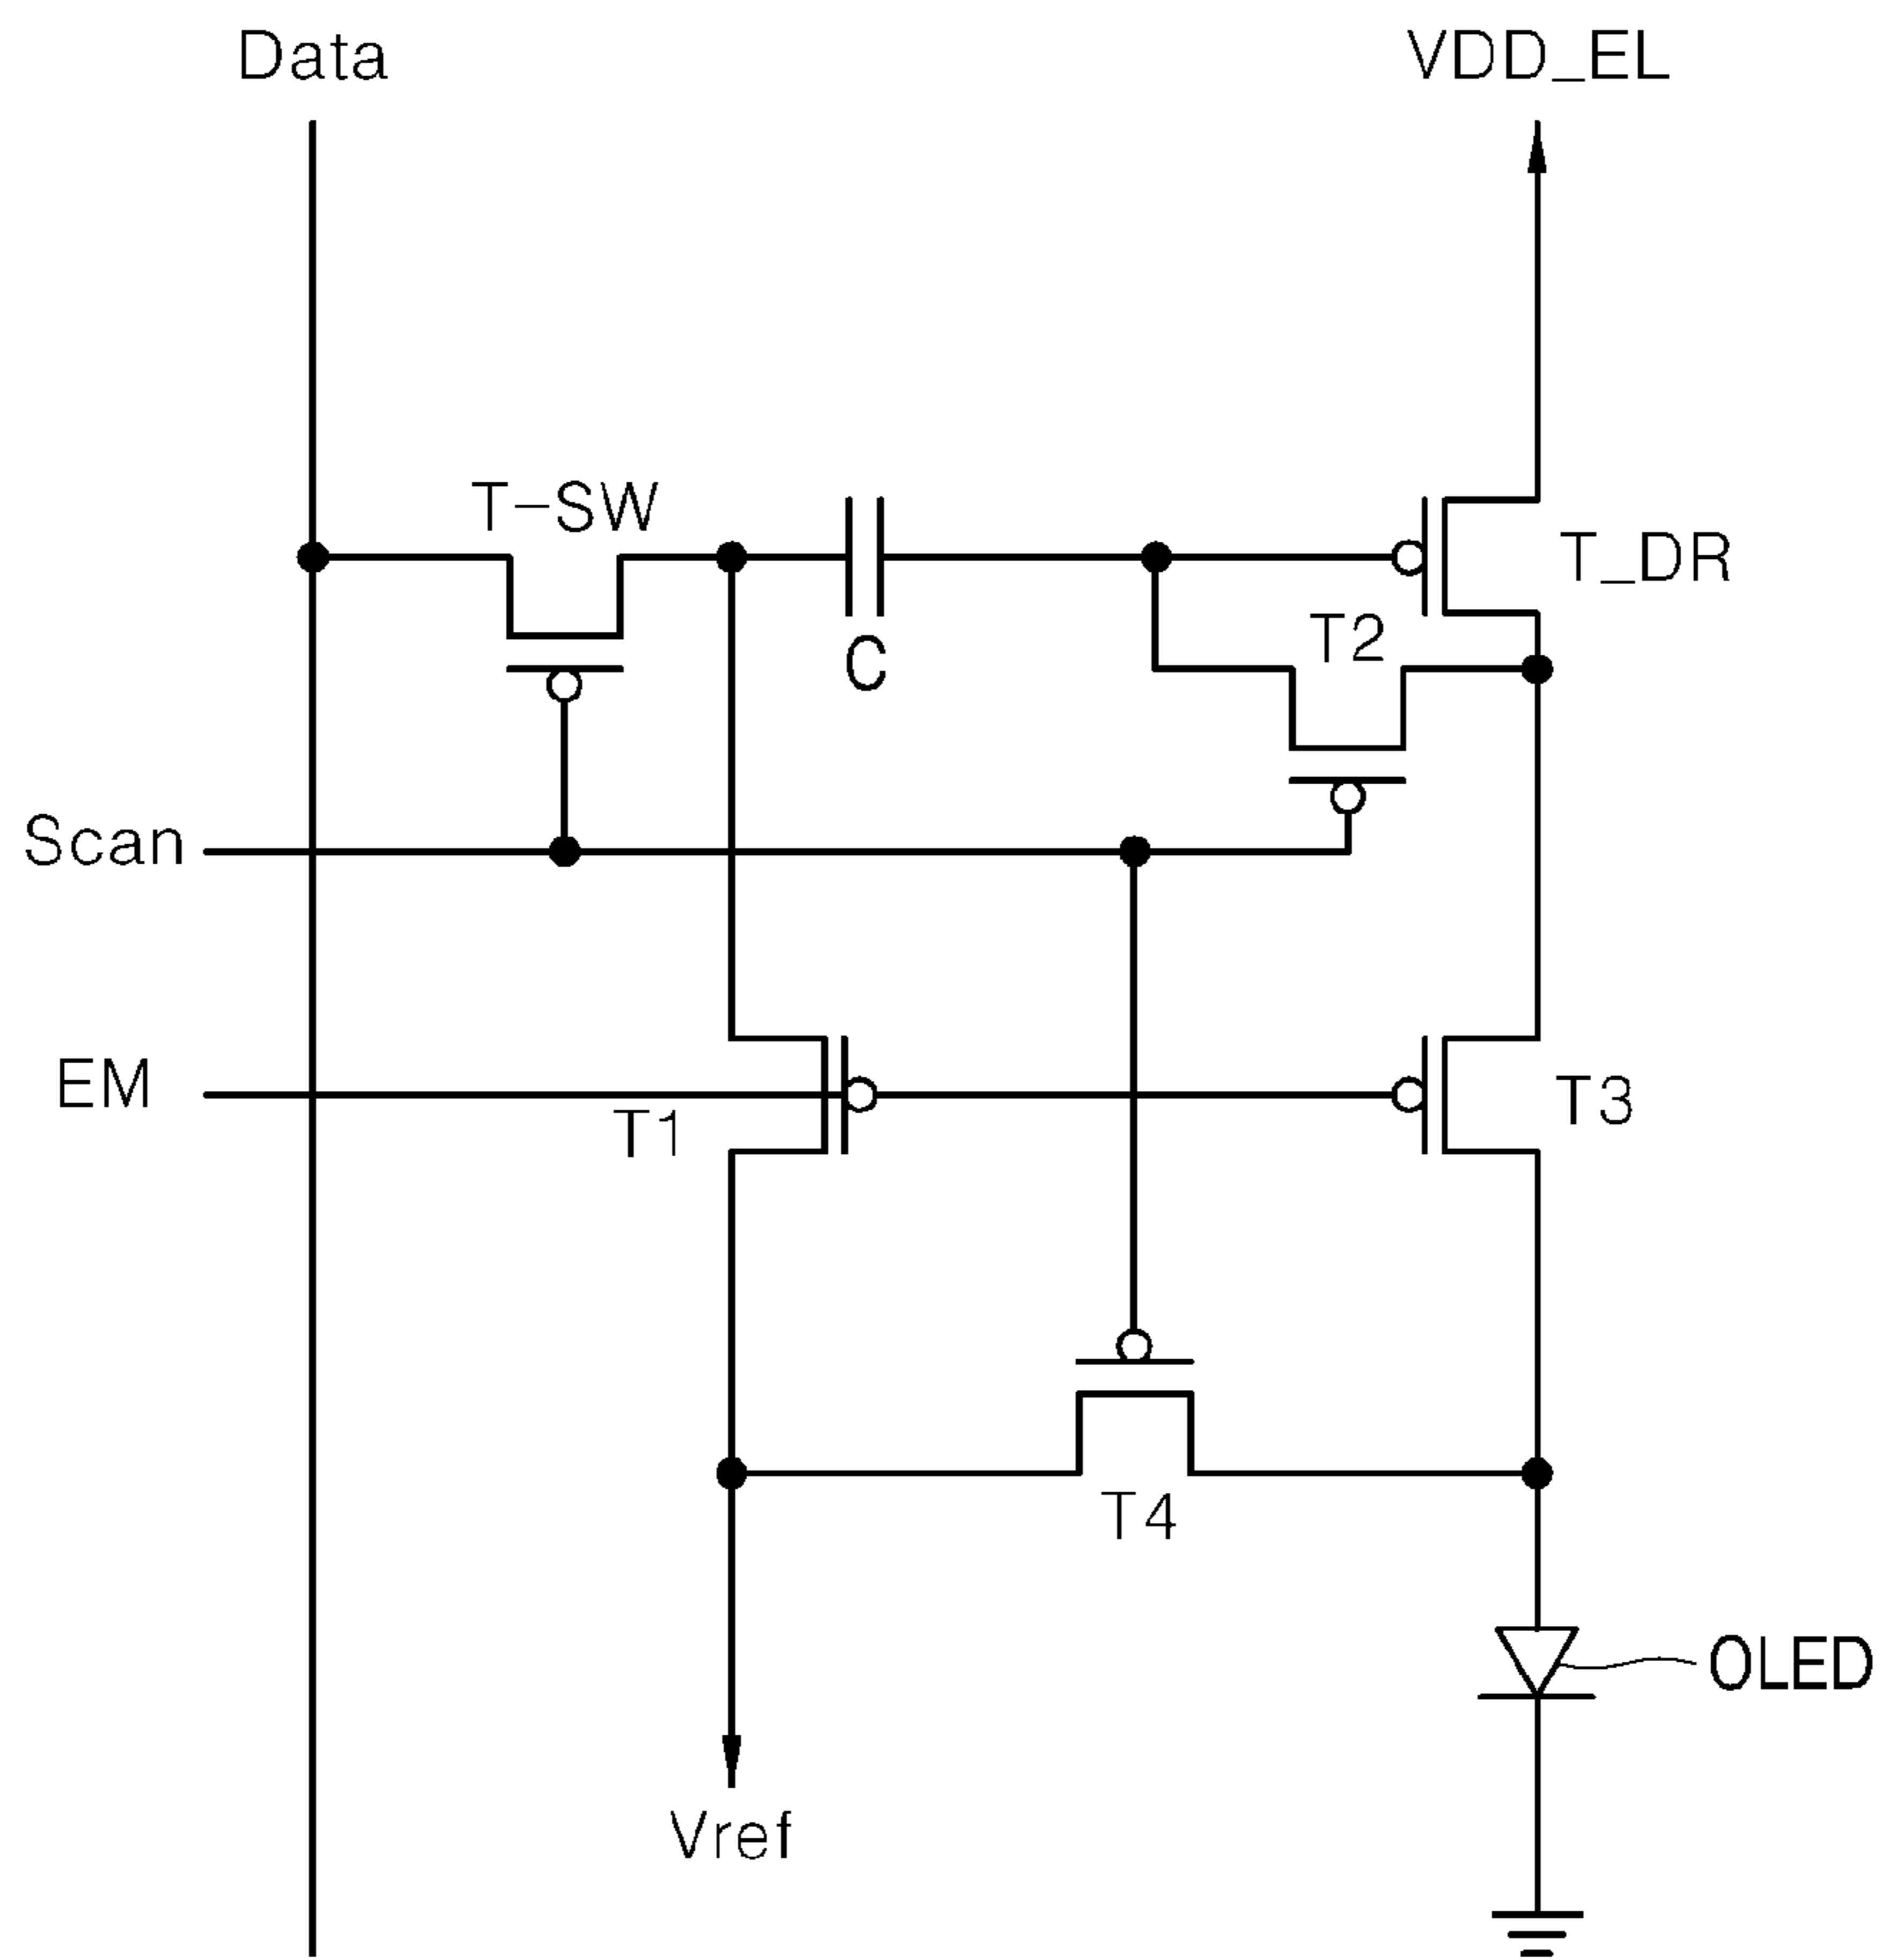 Data
VDD_EL
T-SW
T_DR
C
T2
Scan
EM
T1
T3
T4
OLED
Vref